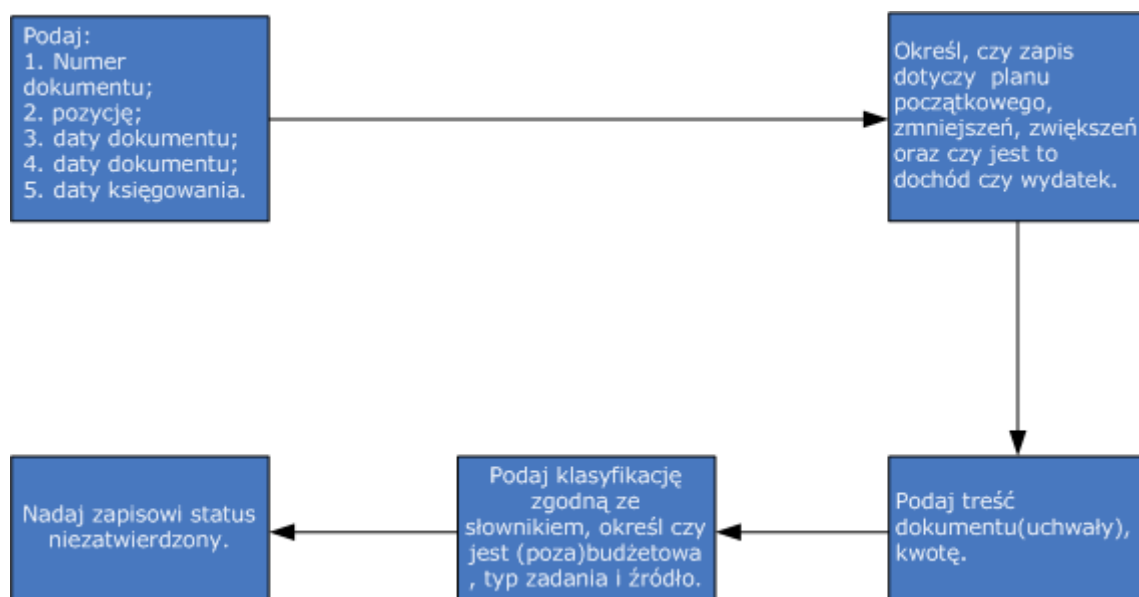 Podaj:
1. Numer
dokumentu;
2. pozycję;
3. daty dokumentu;
4. daty dokumentu;
5. daty księgowania.
Określ, czy zapis
dotyczy  planu
początkowego,
zmniejszeń, zwiększeń
oraz czy jest to
dochód czy wydatek.
Podaj treść
dokumentu(uchwały),
kwotę.
Podaj klasyfikację
zgodną ze
słownikiem, określ czy
jest (poza)budżetowa
, typ zadania i źródło.
Nadaj zapisowi status
niezatwierdzony.